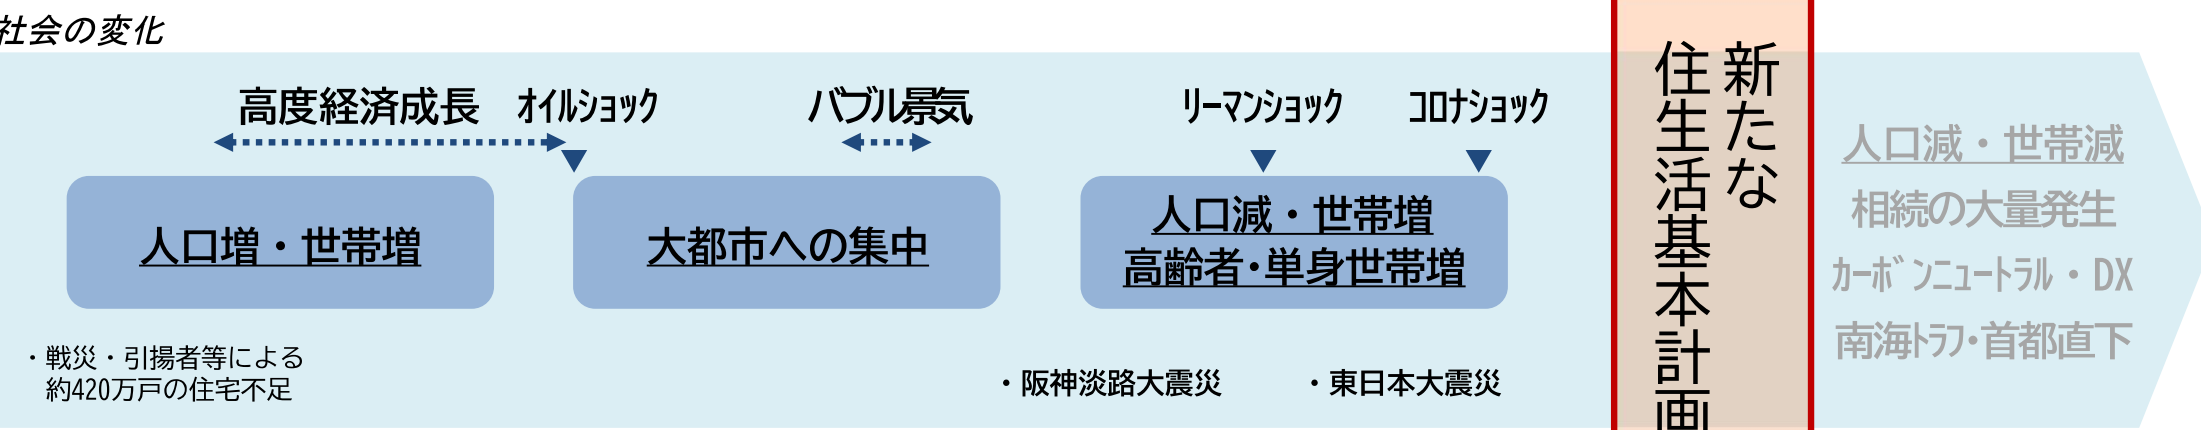 社会の変化
高度経済成長
オイルショック
バブル景気
リーマンショック
コロナショック
人口増・世帯増
大都市への集中
人口減・世帯増
高齢者・単身世帯増
・戦災・引揚者等による
約420万戸の住宅不足
・阪神淡路大震災
・東日本大震災
新たな
住生活基本計画
人口減・世帯減
相続の大量発生
カーボンニュートラル・DX
南海トラフ・首都直下